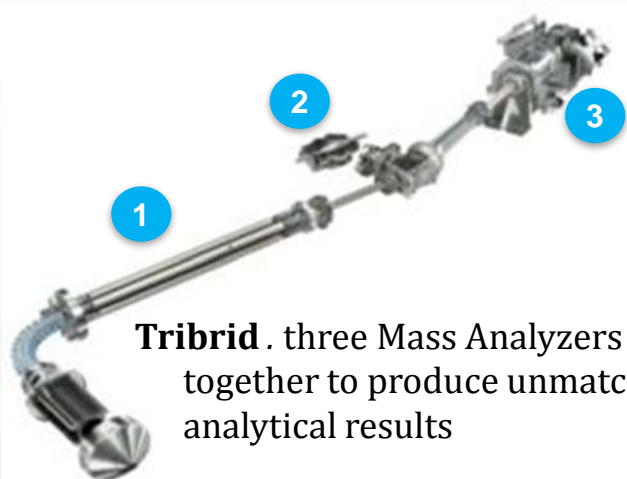 2
3
1
Tribrid . three Mass Analyzers
together to produce unmatc
analytical results